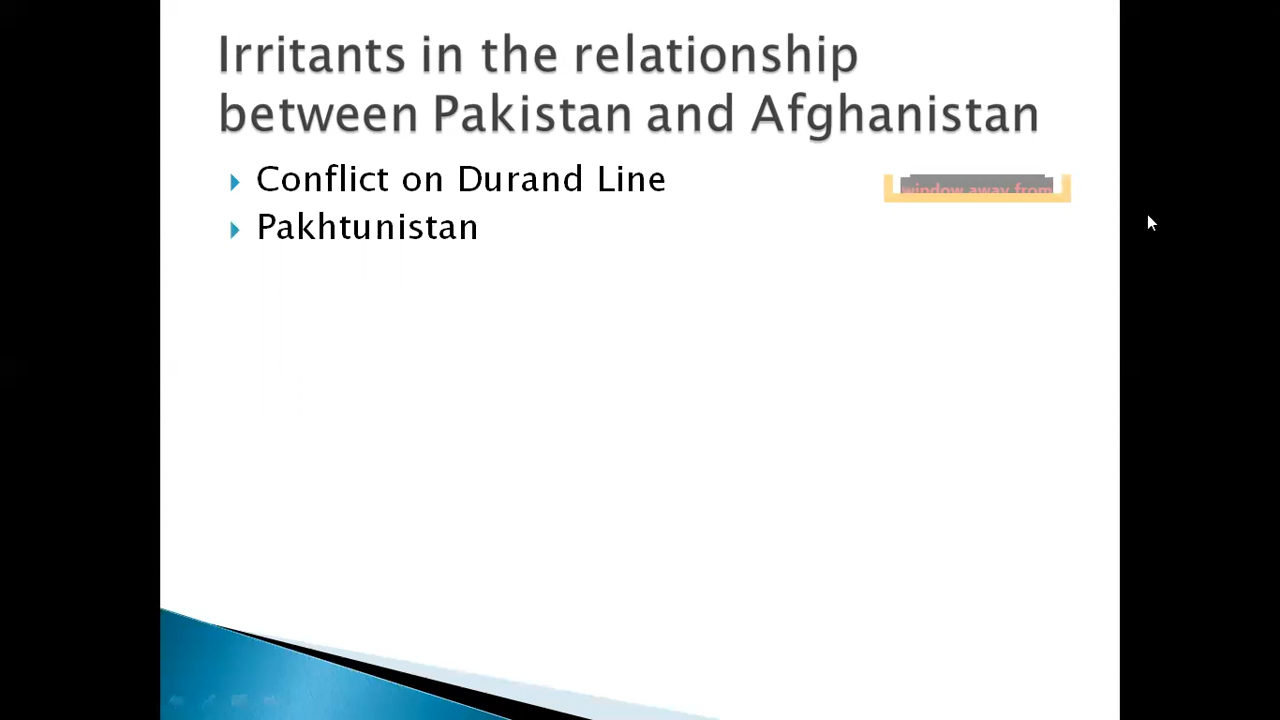 Irritants in the relationship
between Pakistan and Afghanistan
Conflict on Durand Line
window away from
Pakhtunistan